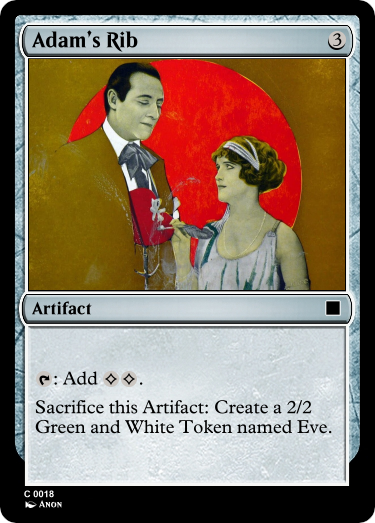 Adam's Rib 3
Artifact
: Add .
Sacrifice this Artifact: Create a 2/2
Green and White Token named Eve.
C 0018
Anon